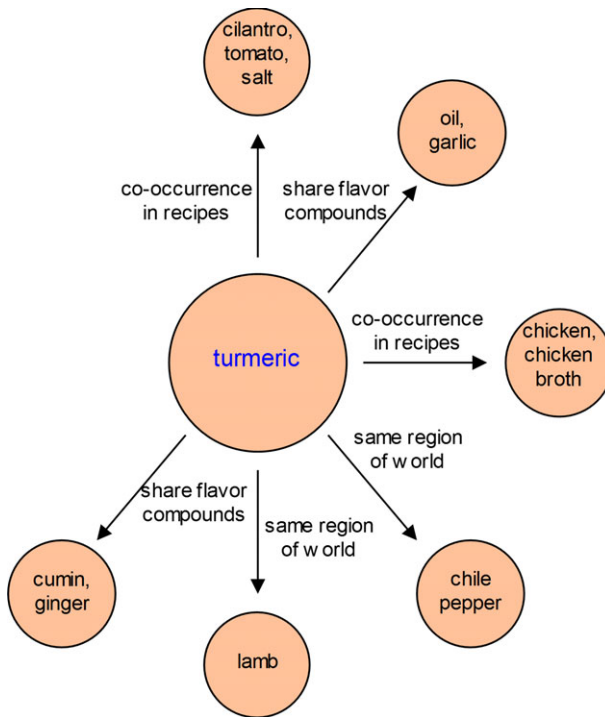 cilantro,
tomato,
salt
oil,
garlic
co-occurrence
in recipes
share flavor
compounds
turmeric
co-occurrence
in recipes
chicken,
chicken
broth
same region
of world
share flavor
compounds
same region
of world
cumin,
ginger
chile
pepper
lamb